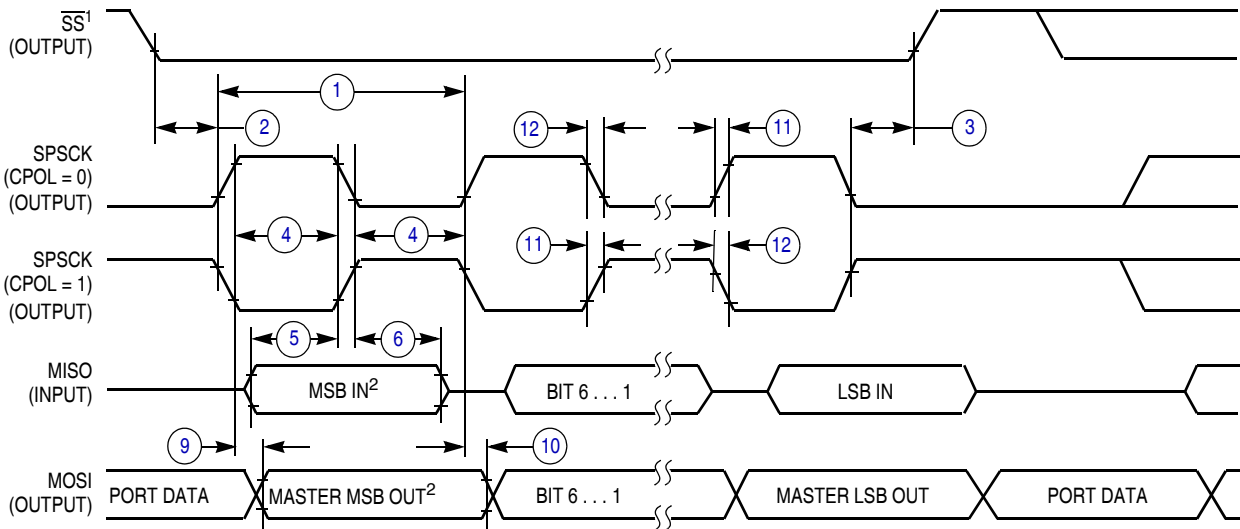 SS¹
(OUTPUT)
1
2
12
11
3
SPSCK
(CPOL = 0)
(OUTPUT)
4
4
SPSCK
(CPOL = 1)
(OUTPUT)
11
12
5
6
MISO
(INPUT)
MSB IN²
BIT 6 . . . 1
LSB IN
9
10
MOSI
(OUTPUT)
PORT DATA
MASTER MSB OUT²
BIT 6 . . . 1
MASTER LSB OUT
PORT DATA